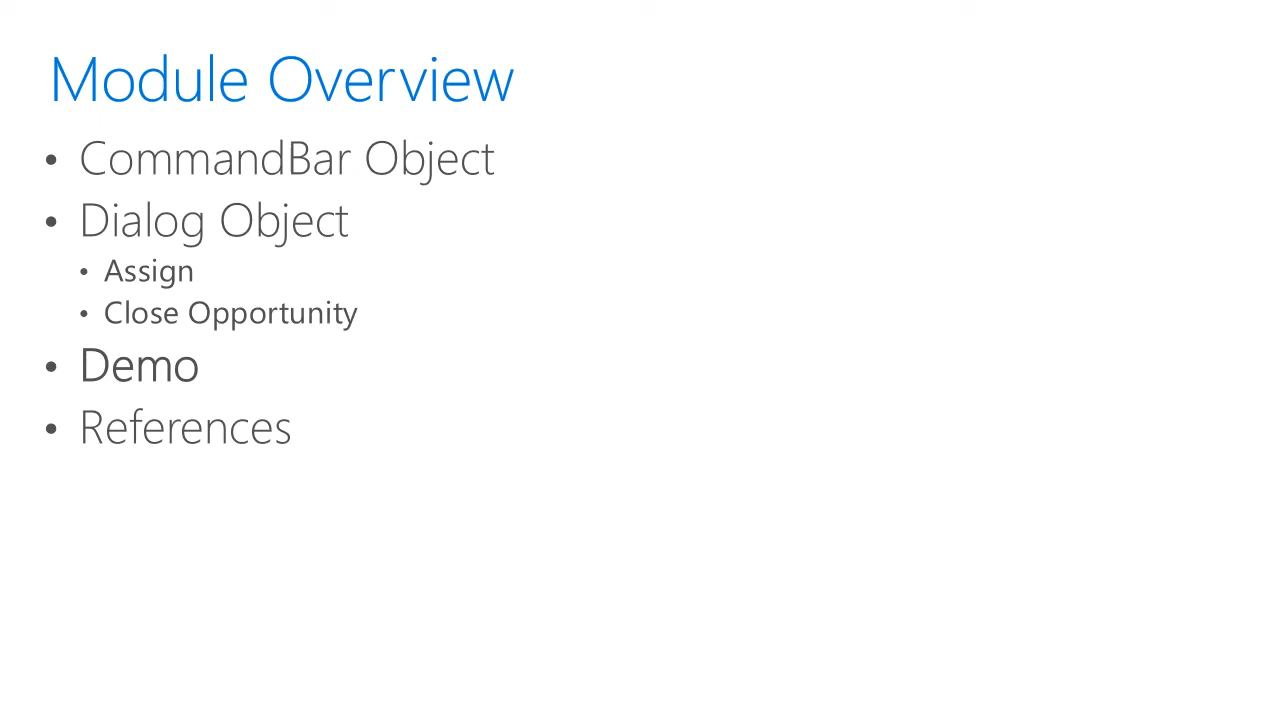 Module Overview
• CommandBar Object
• Dialog Object
• Assign
• Close Opportunity
• Demo
• References